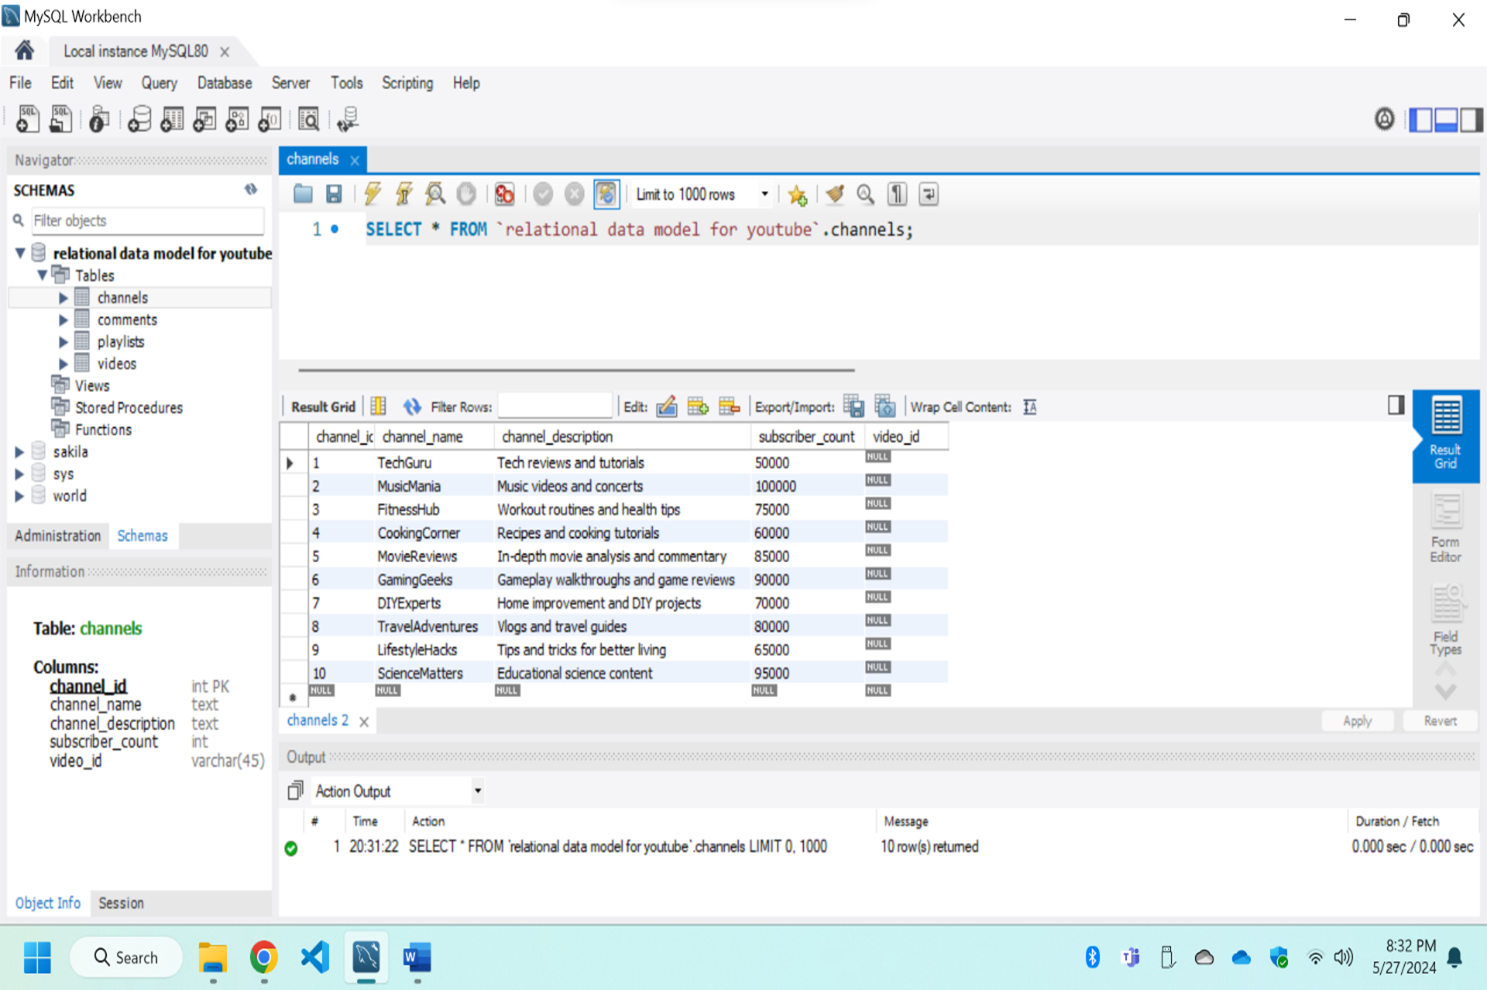 MySQL Workbench
Local instance MySQL80
File Edit View Query Database Server Tools Scripting Help
SQL SQL
Navigator
SCHEMAS
Filter objects
relational data model for youtube
Tables
channels
comments
playlists
videos
Views
Stored Procedures
Functions
sakila
sys
world
Administration Schemas
Information
Table: channels
Columns:
channel_id int PK
channel_name text
channel_description text
subscriber_count int
video_id varchar(45)
Object Info Session
channels
Limit to 1000 rows
1 SELECT * FROM `relational data model for youtube`.channels;
Result Grid Filter Rows: Edit: Export/Import: Wrap Cell Content:
channel_id channel_name channel_description subscriber_count video_id
1 TechGuru Tech reviews and tutorials 50000 NULL
2 MusicMania Music videos and concerts 100000 NULL
3 FitnessHub Workout routines and health tips 75000 NULL
4 CookingCorner Recipes and cooking tutorials 60000 NULL
5 MovieReviews In-depth movie analysis and commentary 85000 NULL
6 GamingGeeks Gameplay walkthroughs and game reviews 90000 NULL
7 DIYExperts Home improvement and DIY projects 70000 NULL
8 TravelAdventures Vlogs and travel guides 80000 NULL
9 LifestyleHacks Tips and tricks for better living 65000 NULL
10 ScienceMatters Educational science content 95000 NULL
NULL NULL NULL NULL NULL
Result Grid
Form Editor
Field Types
channels 2 Apply Revert
Output
Action Output
# Time Action Message Duration / Fetch
1 20:31:22 SELECT * FROM `relational data model for youtube`.channels LIMIT 0, 1000 10 row(s) returned 0.000 sec / 0.000 sec
Search
8:32 PM
5/27/2024